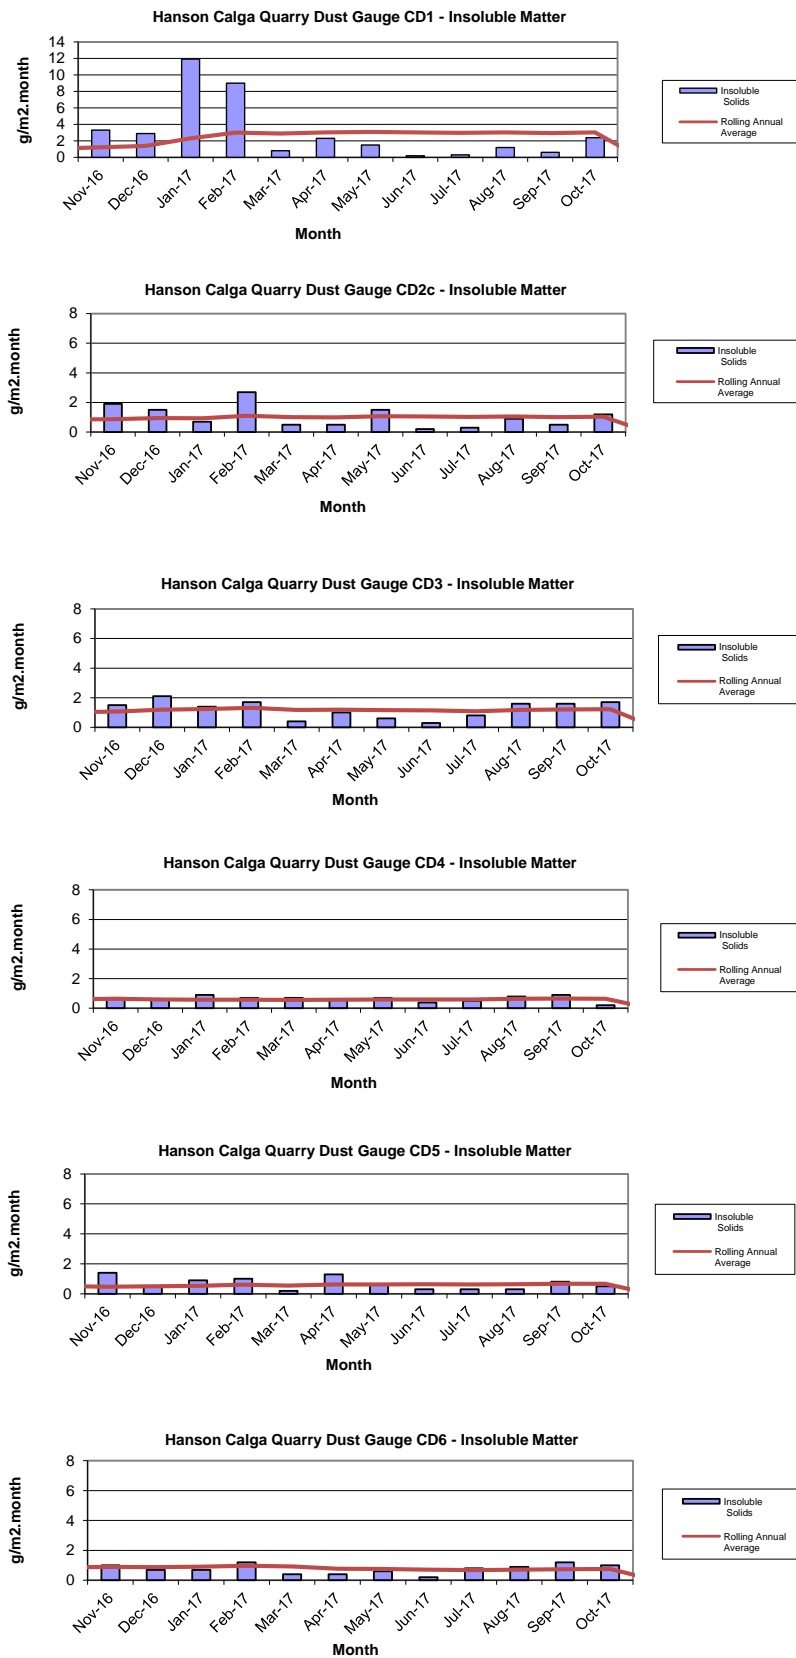 Hanson Calga Quarry Dust Gauge CD1 - Insoluble Matter
g/m2.month
14
12
10
8
6
4
2
0
Nov-16 Dec-16 Jan-17 Feb-17 Mar-17 Apr-17 May-17 Jun-17 Jul-17 Aug-17 Sep-17 Oct-17
Month
Insoluble
Solids
Rolling Annual
Average
Hanson Calga Quarry Dust Gauge CD2c - Insoluble Matter
g/m2.month
8
6
4
2
0
Nov-16 Dec-16 Jan-17 Feb-17 Mar-17 Apr-17 May-17 Jun-17 Jul-17 Aug-17 Sep-17 Oct-17
Month
Insoluble
Solids
Rolling Annual
Average
Hanson Calga Quarry Dust Gauge CD3 - Insoluble Matter
g/m2.month
8
6
4
2
0
Nov-16 Dec-16 Jan-17 Feb-17 Mar-17 Apr-17 May-17 Jun-17 Jul-17 Aug-17 Sep-17 Oct-17
Month
Insoluble
Solids
Rolling Annual
Average
Hanson Calga Quarry Dust Gauge CD4 - Insoluble Matter
g/m2.month
8
6
4
2
0
Nov-16 Dec-16 Jan-17 Feb-17 Mar-17 Apr-17 May-17 Jun-17 Jul-17 Aug-17 Sep-17 Oct-17
Month
Insoluble
Solids
Rolling Annual
Average
Hanson Calga Quarry Dust Gauge CD5 - Insoluble Matter
g/m2.month
8
6
4
2
0
Nov-16 Dec-16 Jan-17 Feb-17 Mar-17 Apr-17 May-17 Jun-17 Jul-17 Aug-17 Sep-17 Oct-17
Month
Insoluble
Solids
Rolling Annual
Average
Hanson Calga Quarry Dust Gauge CD6 - Insoluble Matter
g/m2.month
8
6
4
2
0
Nov-16 Dec-16 Jan-17 Feb-17 Mar-17 Apr-17 May-17 Jun-17 Jul-17 Aug-17 Sep-17 Oct-17
Month
Insoluble
Solids
Rolling Annual
Average